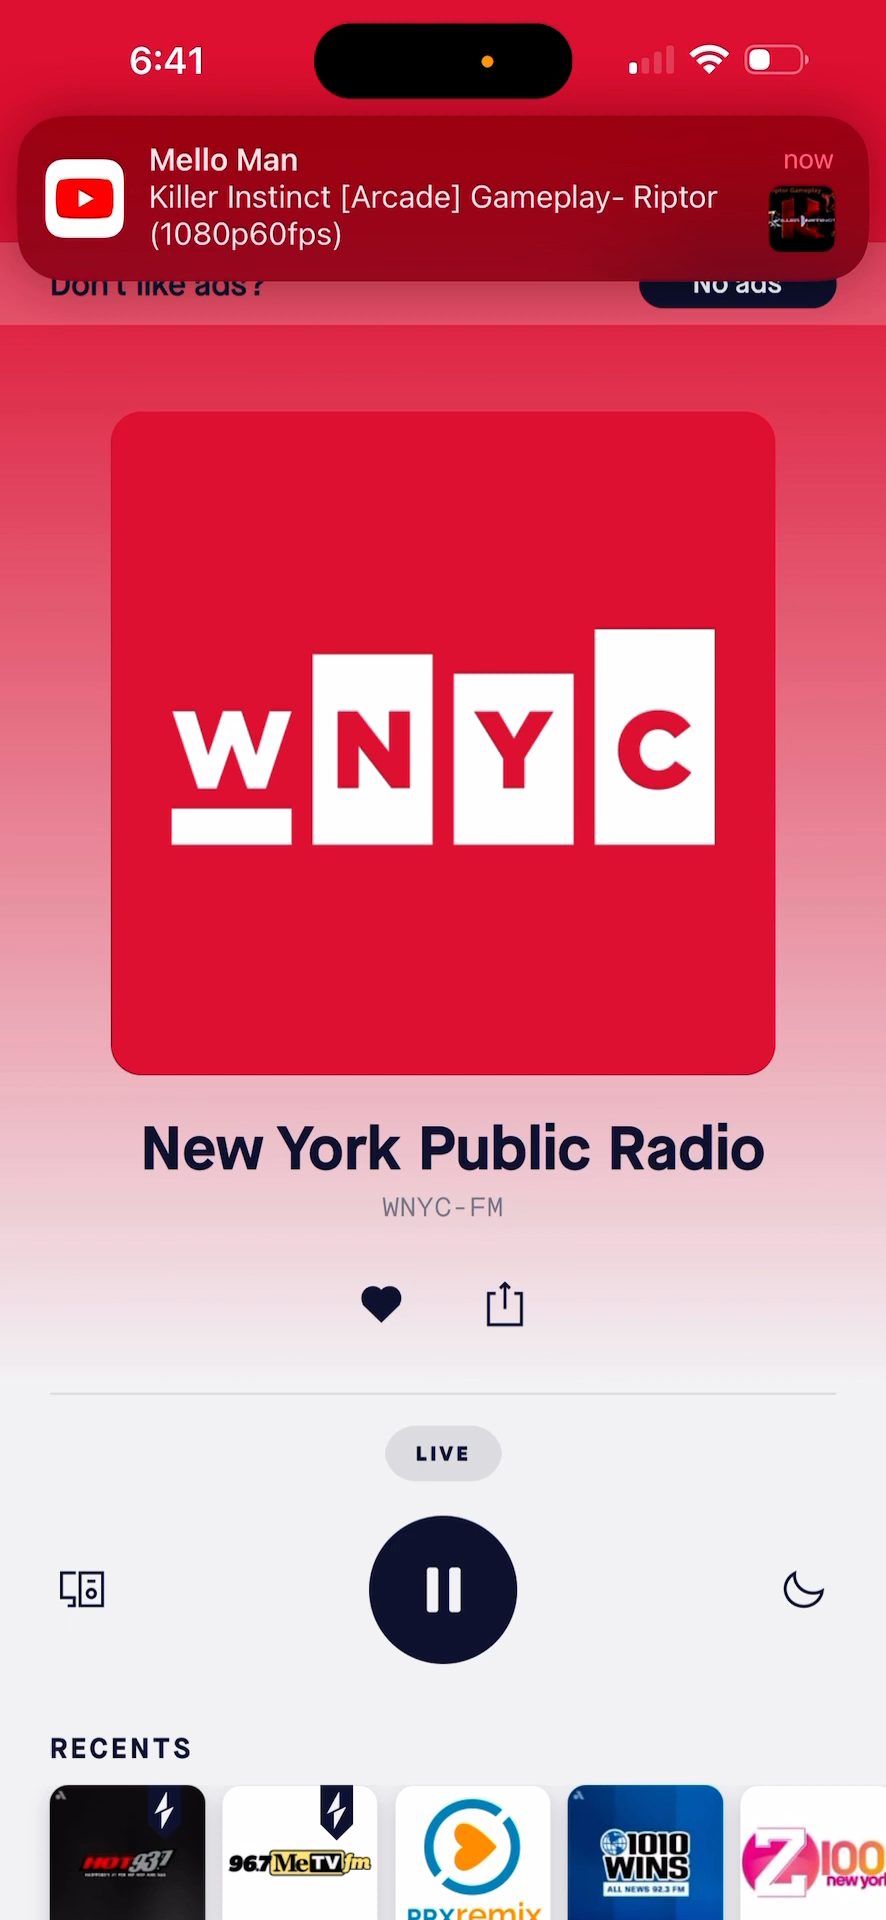 6:41
Mello Man
now
Killer Instinct [Arcade] Gameplay- Riptor
(1080p60fps)
Don't like ads?
No ads
WNYC
New York Public Radio
WNYC-FM
LIVE
RECENTS
HOT 93.7
96.7 MeTV fm
PRXremix
1010
WINS
ALL NEWS 92.3 FM
Z100
new york